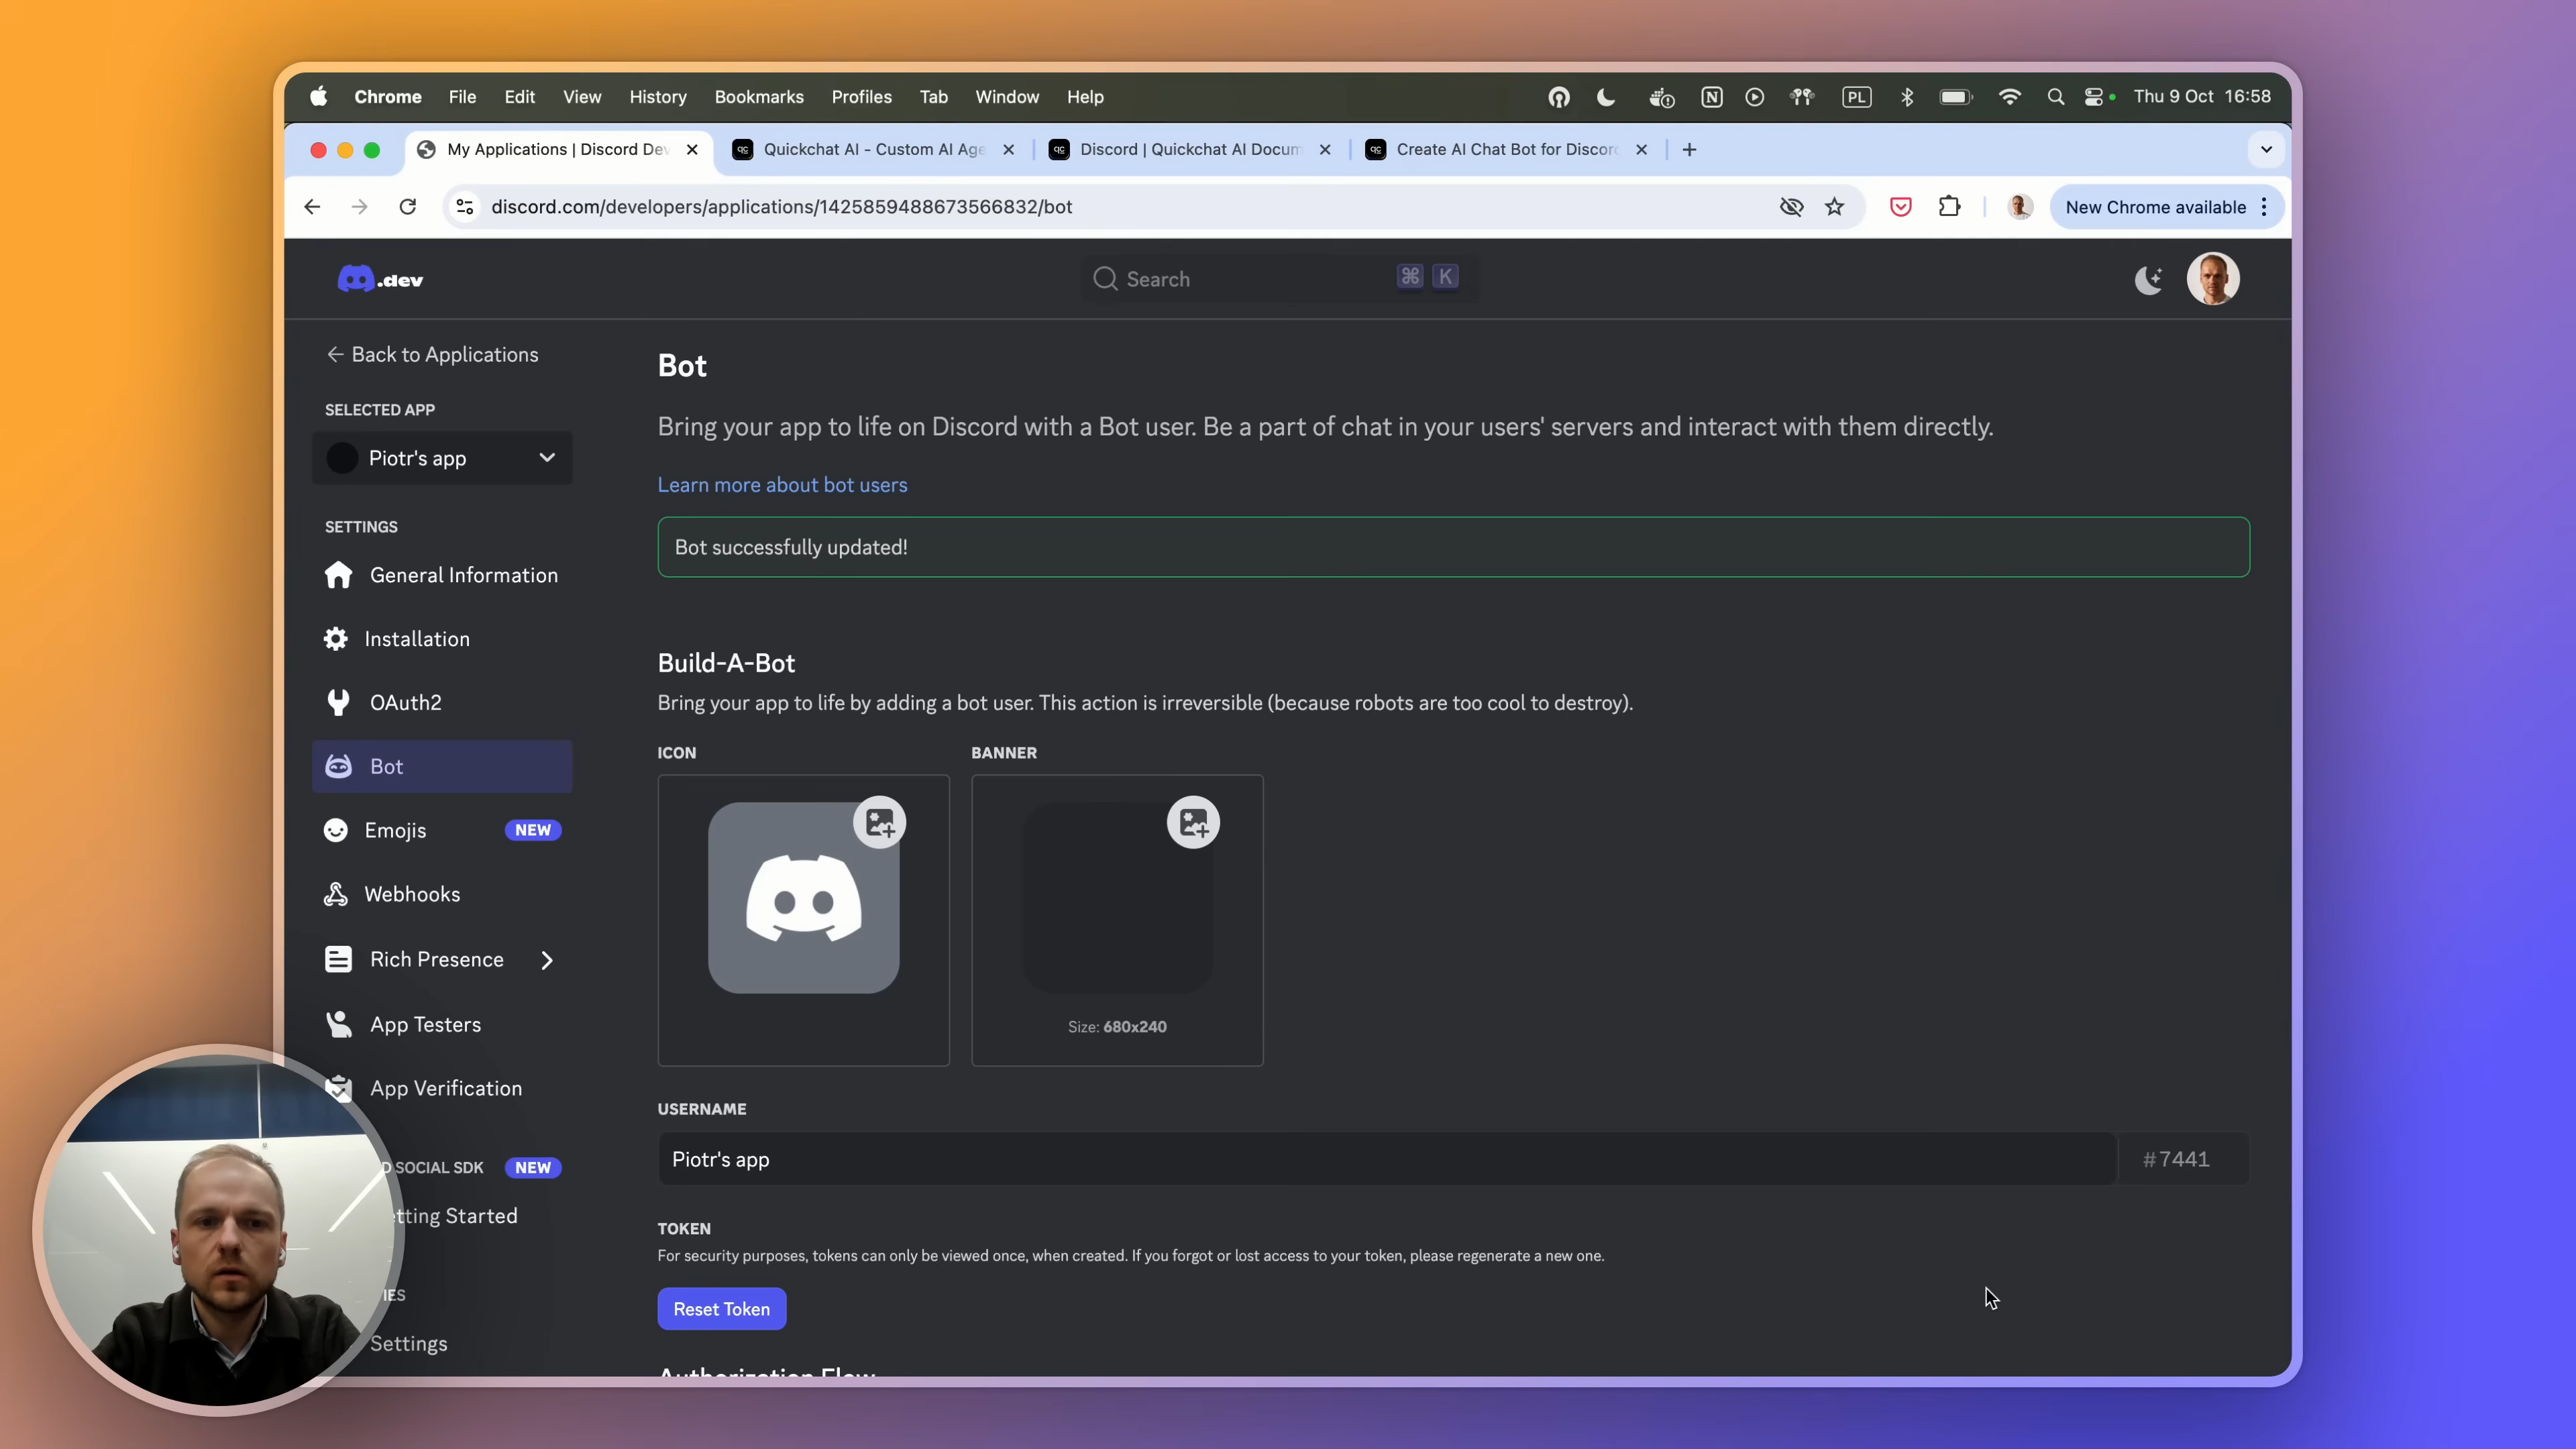 Chrome File Edit View History Bookmarks Profiles Tab Window Help PL Thu 9 Oct 16:58
My Applications | Discord Dev Quickchat AI - Custom AI Age Discord | Quickchat AI Docum Create AI Chat Bot for Discord
discord.com/developers/applications/1425859488673566832/bot New Chrome available
.dev Search ⌘ K
Back to Applications
SELECTED APP
Piotr's app
SETTINGS
General Information
Installation
OAuth2
Bot
Emojis NEW
Webhooks
Rich Presence
App Testers
App Verification
D SOCIAL SDK NEW
etting Started
IES
Settings
Bot
Bring your app to life on Discord with a Bot user. Be a part of chat in your users' servers and interact with them directly.
Learn more about bot users
Bot successfully updated!
Build-A-Bot
Bring your app to life by adding a bot user. This action is irreversible (because robots are too cool to destroy).
ICON BANNER
Size: 680x240
USERNAME
Piotr's app #7441
TOKEN
For security purposes, tokens can only be viewed once, when created. If you forgot or lost access to your token, please regenerate a new one.
Reset Token
Authorization Flow